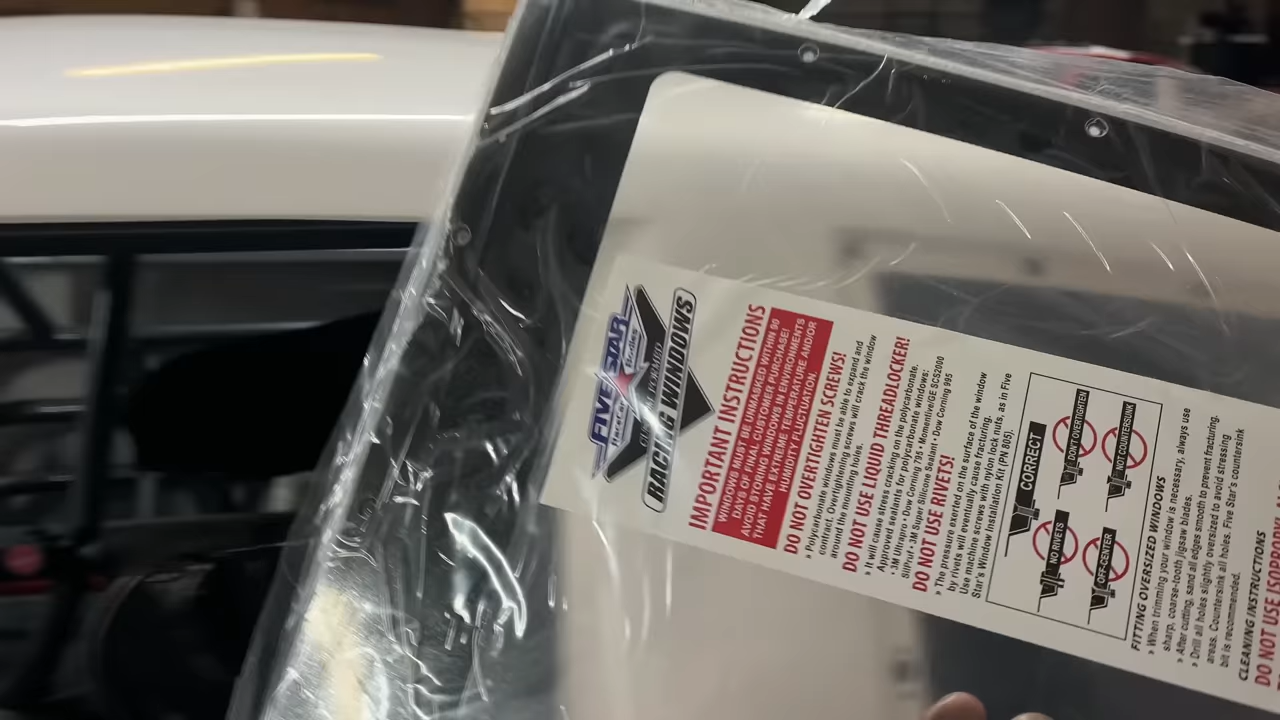 FIVE STAR
RaceCar Bodies
RACING WINDOWS
IMPORTANT INSTRUCTIONS
WINDOWS MUST BE UNMASKED WITHIN 90
DAYS OF FINAL CUSTOMER PURCHASE!
AVOID STORING WINDOWS IN ENVIRONMENTS
THAT HAVE EXTREME TEMPERATURE AND/OR
HUMIDITY FLUCTUATION.
DO NOT OVERTIGHTEN SCREWS!
» Polycarbonate windows must be able to expand and
contract. Overtightening screws will crack the window
around the mounting holes.
DO NOT USE LIQUID THREADLOCKER!
» It will cause stress cracking on the polycarbonate.
Approved sealants for polycarbonate windows:
• 3M Ultrapro • Dow Corning 795 • Momentive/GE SCS2000
SilPruf • 3M Super Silicone Sealant • Dow Corning 995
DO NOT USE RIVETS!
» The pressure exerted on the surface of the window
by rivets will eventually cause fracturing.
Use machine screws with nylon lock nuts, as in Five
Star's Window Installation Kit (PN 885).
CORRECT
DON'T OVERTIGHTEN
NO RIVETS
NOT COUNTERSINK
OFF-CENTER
FITTING OVERSIZED WINDOWS
» When trimming your window is necessary, always use
sharp, coarse-tooth jigsaw blades.
» After cutting, sand all edges smooth to prevent fracturing.
» Drill all holes slightly oversized to avoid stressing
areas. Countersink all holes. Five Star's countersink
bit is recommended.
CLEANING INSTRUCTIONS
DO NOT USE ISOPROPYL